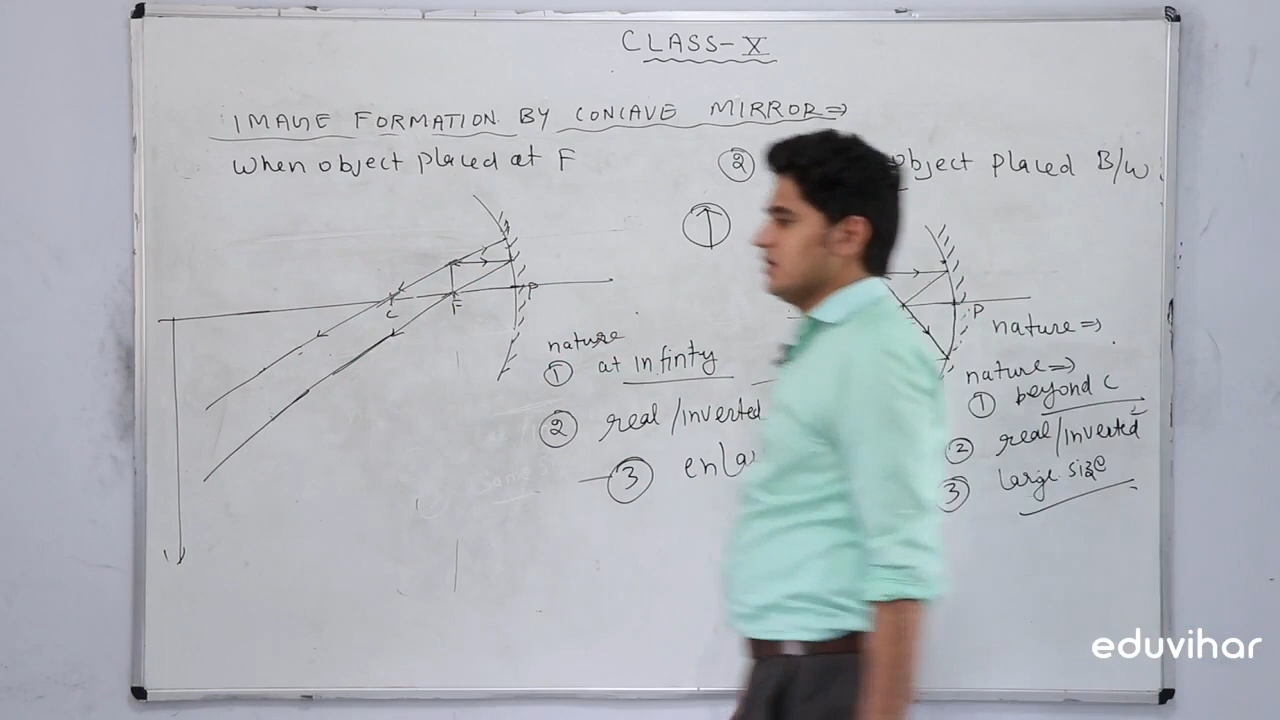 CLASS-X
IMAGE FORMATION BY CONCAVE MIRROR⇒
When object placed at F
② object placed B/W
↑
C F P
nature
① at infinty
② real/inverted
③ enla
P
nature⇒
nature⇒
① beyond C
② real/inverted
③ large size
eduvihar